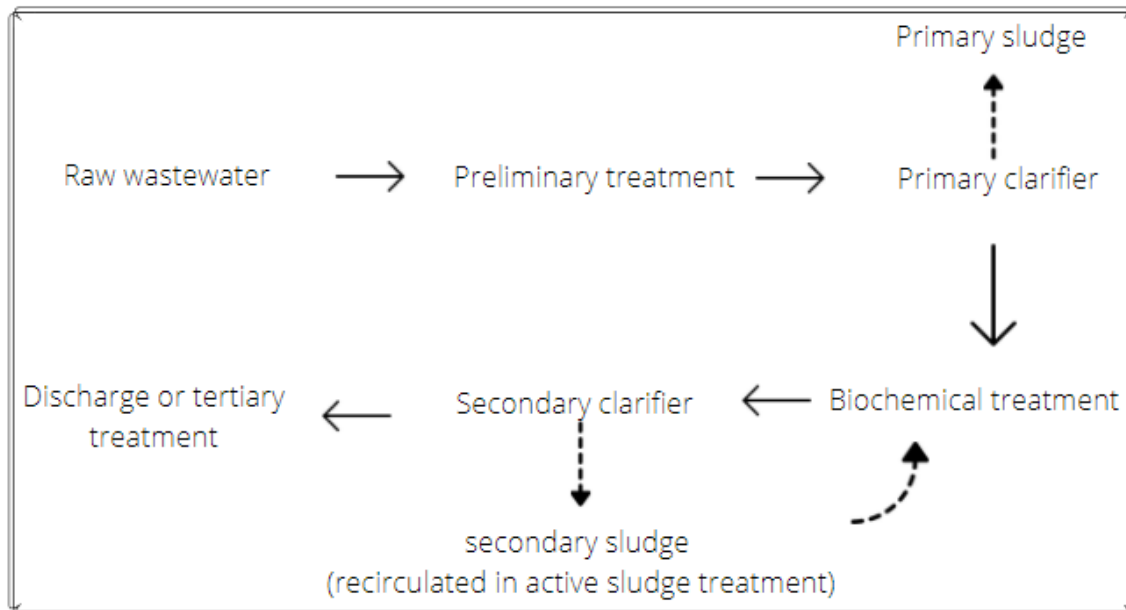 Primary sludge
Raw wastewater
Preliminary treatment
Primary clarifier
Discharge or tertiary
treatment
Secondary clarifier
Biochemical treatment
secondary sludge
(recirculated in active sludge treatment)